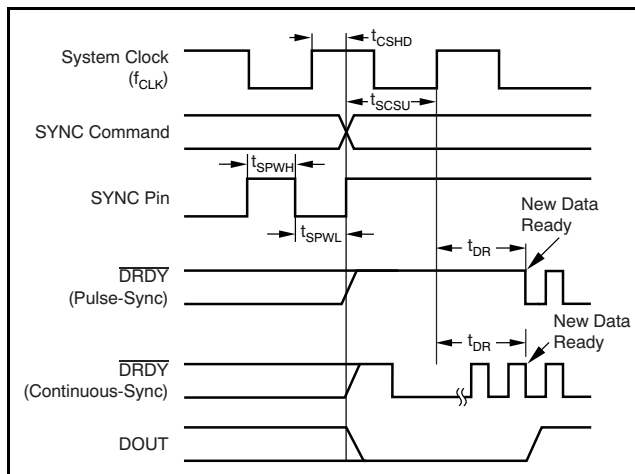 tCSHD
System Clock
(fCLK)
tSCSU
SYNC Command
tSPWH
SYNC Pin
tSPWL
New Data
Ready
tDR
DRDY
(Pulse-Sync)
New Data
Ready
tDR
DRDY
(Continuous-Sync)
DOUT